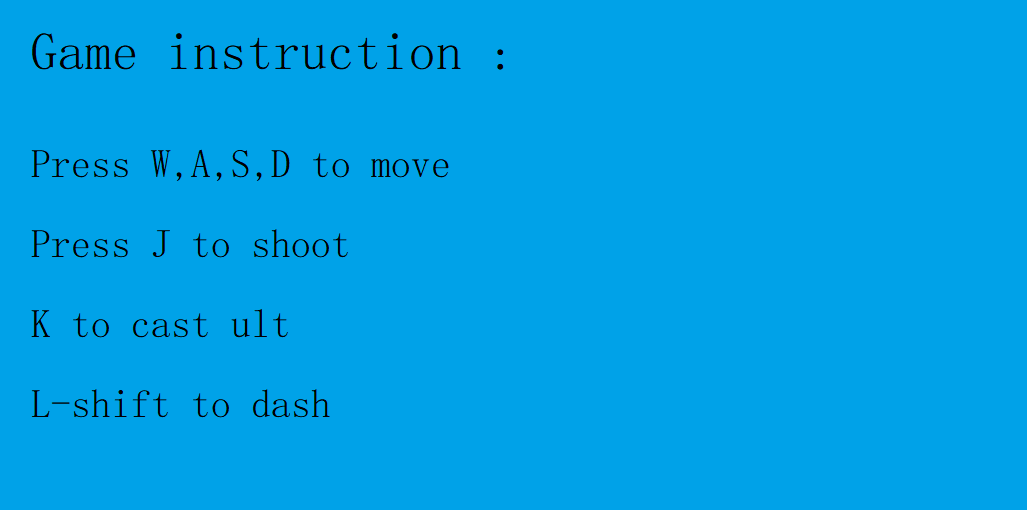 Game instruction :
Press W,A,S,D to move
Press J to shoot
K to cast ult
L-shift to dash